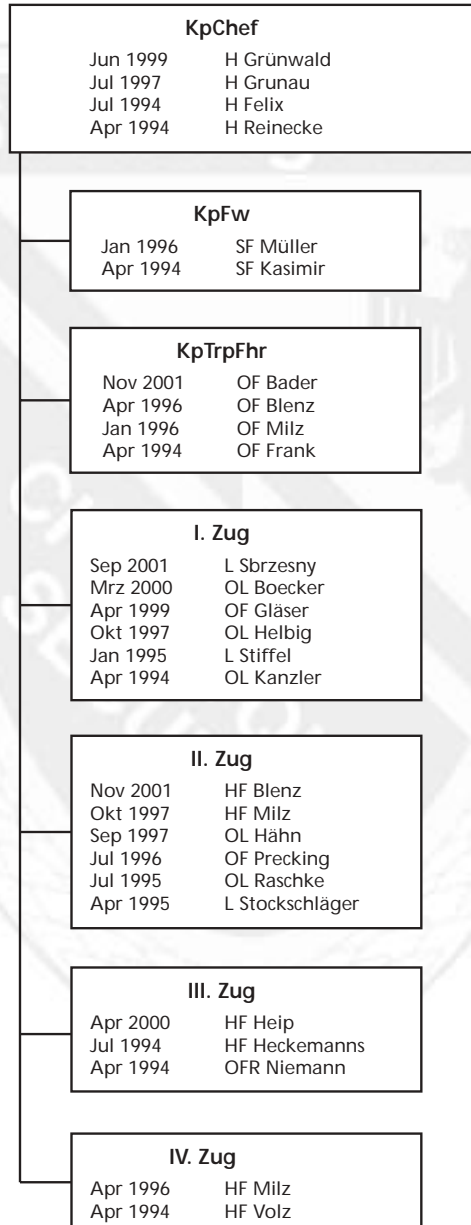 KpChef
Jun 1999 H Grünwald
Jul 1997 H Grunau
Jul 1994 H Felix
Apr 1994 H Reinecke
KpFw
Jan 1996 SF Müller
Apr 1994 SF Kasimir
KpTrpFhr
Nov 2001 OF Bader
Apr 1996 OF Blenz
Jan 1996 OF Milz
Apr 1994 OF Frank
I. Zug
Sep 2001 L Sbrzesny
Mrz 2000 OL Boecker
Apr 1999 OF Gläser
Okt 1997 OL Helbig
Jan 1995 L Stiffel
Apr 1994 OL Kanzler
II. Zug
Nov 2001 HF Blenz
Okt 1997 HF Milz
Sep 1997 OL Hähn
Jul 1996 OF Precking
Jul 1995 OL Raschke
Apr 1995 L Stockschläger
III. Zug
Apr 2000 HF Heip
Jul 1994 HF Heckemanns
Apr 1994 OFR Niemann
IV. Zug
Apr 1996 HF Milz
Apr 1994 HF Volz